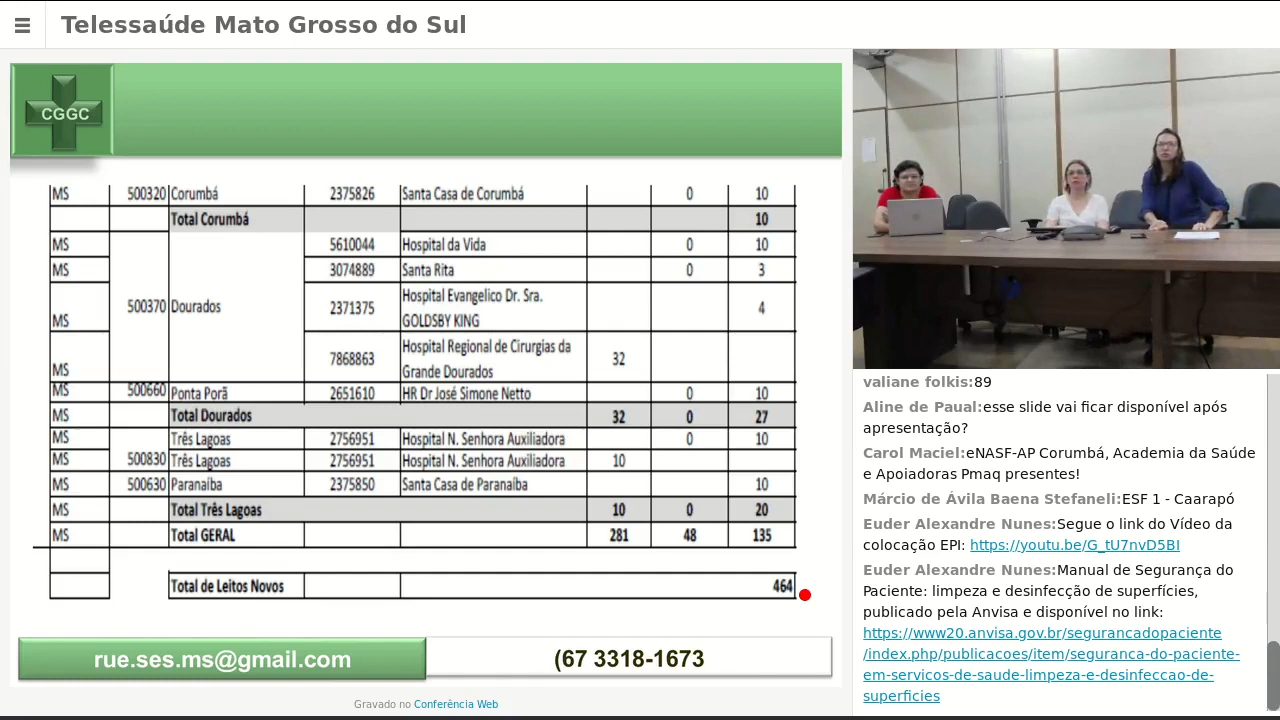 Telessaúde Mato Grosso do Sul
CGGC
MS 500320 Corumbá 2375826 Santa Casa de Corumbá 0 10
Total Corumbá 10
MS 5610044 Hospital da Vida 0 10
MS 3074889 Santa Rita 0 3
MS 500370 Dourados 2371375 Hospital Evangelico Dr. Sra. GOLDSBY KING 4
MS 7868863 Hospital Regional de Cirurgias da Grande Dourados 32
MS 500660 Ponta Porã 2651610 HR Dr José Simone Netto 0 10
MS Total Dourados 32 0 27
MS Três Lagoas 2756951 Hospital N. Senhora Auxiliadora 0 10
MS 500830 Três Lagoas 2756951 Hospital N. Senhora Auxiliadora 10
MS 500630 Paranaíba 2375850 Santa Casa de Paranaíba 10
MS Total Três Lagoas 10 0 20
MS Total GERAL 281 48 135
Total de Leitos Novos 464
rue.ses.ms@gmail.com
(67 3318-1673
Gravado no Conferência Web
valiane folkis:89
Aline de Paual:esse slide vai ficar disponível após
apresentação?
Carol Maciel:eNASF-AP Corumbá, Academia da Saúde
e Apoiadoras Pmaq presentes!
Márcio de Ávila Baena Stefaneli:ESF 1 - Caarapó
Euder Alexandre Nunes:Segue o link do Vídeo da
colocação EPI: https://youtu.be/G_tU7nvD5BI
Euder Alexandre Nunes:Manual de Segurança do
Paciente: limpeza e desinfecção de superfícies,
publicado pela Anvisa e disponível no link:
https://www20.anvisa.gov.br/segurancadopaciente
/index.php/publicacoes/item/seguranca-do-paciente-
em-servicos-de-saude-limpeza-e-desinfeccao-de-
superficies